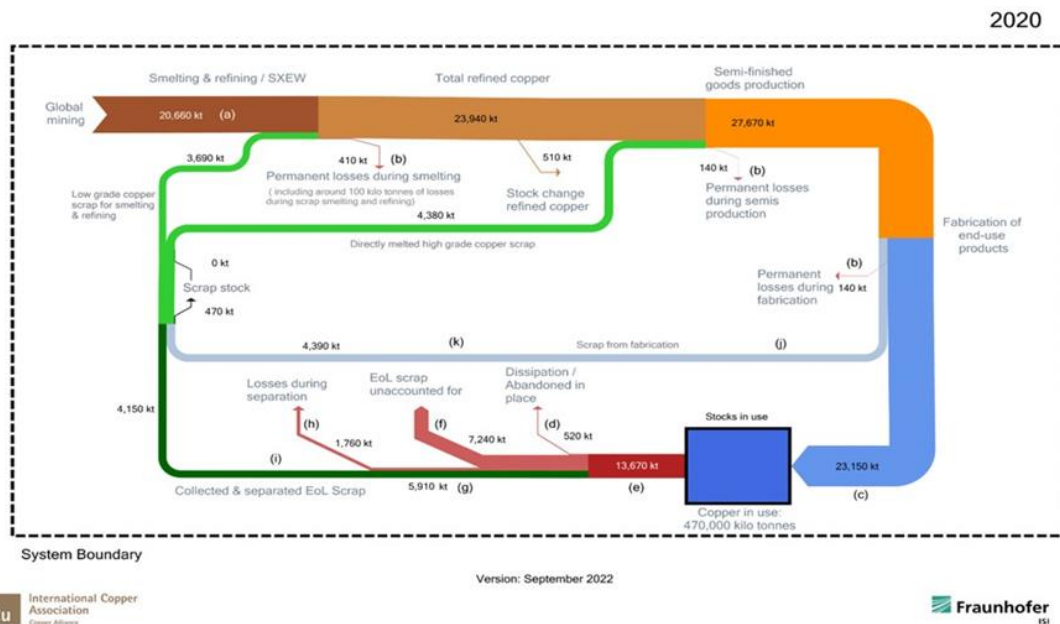 2020
Smelting & refining / SXEW
Total refined copper
Semi-finished
goods production
Global
mining
20,660 kt (a)
23,940 kt
27,670 kt
3,690 kt
410 kt (b)
510 kt
140 kt (b)
Permanent losses during smelting
( including around 100 kilo tonnes of losses
during scrap smelting and refining)
Stock change
refined copper
Permanent losses
during semis
production
Low grade copper
scrap for smelting
& refining
4,380 kt
Directly melted high grade copper scrap
Fabrication of
end-use
products
0 kt
Scrap stock
470 kt
(b)
Permanent
losses during
fabrication
140 kt
4,390 kt
(k)
Scrap from fabrication
(j)
Losses during
separation
EoL scrap
unaccounted for
Dissipation /
Abandoned in
place
Stocks in use
4,150 kt
(h)
(f)
(d)
1,760 kt
7,240 kt
520 kt
(i)
13,670 kt
23,150 kt
Collected & separated EoL Scrap
5,910 kt (g)
(e)
(c)
Copper in use:
470,000 kilo tonnes
System Boundary
Version: September 2022
u
International Copper
Association
Copper Alliance
Fraunhofer
ISI